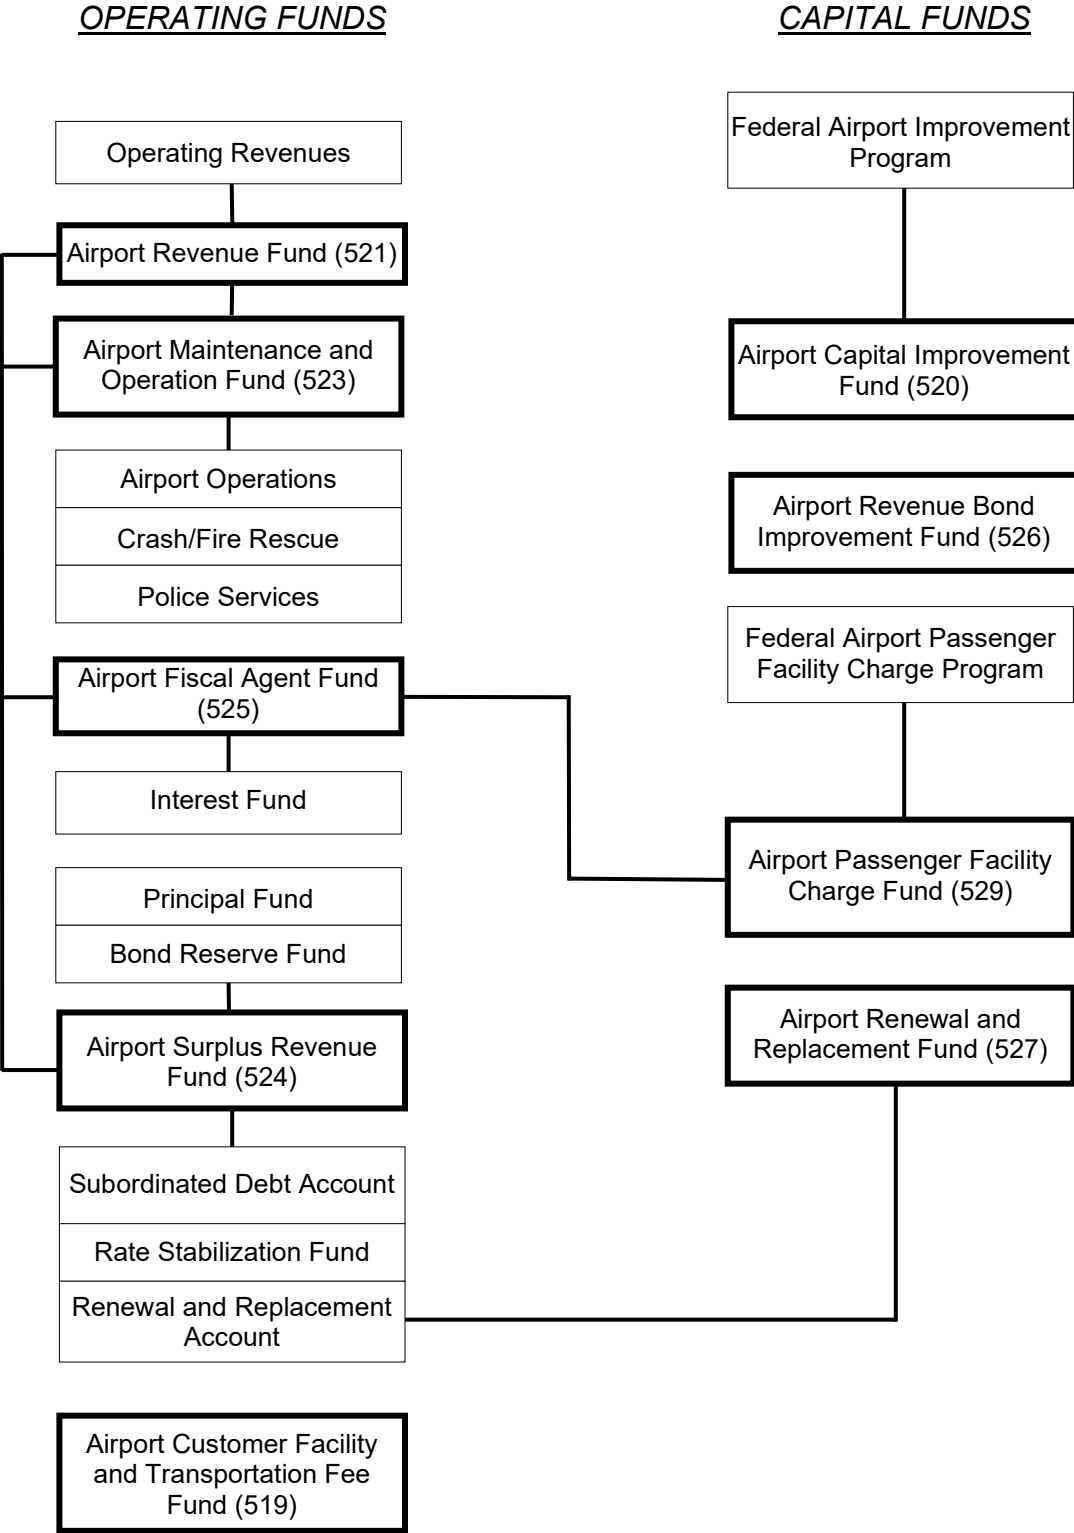 OPERATING FUNDS
CAPITAL FUNDS
Operating Revenues
Airport Revenue Fund (521)
Airport Maintenance and
Operation Fund (523)
Airport Operations
Crash/Fire Rescue
Police Services
Airport Fiscal Agent Fund
(525)
Interest Fund
Principal Fund
Bond Reserve Fund
Airport Surplus Revenue
Fund (524)
Subordinated Debt Account
Rate Stabilization Fund
Renewal and Replacement
Account
Airport Customer Facility
and Transportation Fee
Fund (519)
Federal Airport Improvement
Program
Airport Capital Improvement
Fund (520)
Airport Revenue Bond
Improvement Fund (526)
Federal Airport Passenger
Facility Charge Program
Airport Passenger Facility
Charge Fund (529)
Airport Renewal and
Replacement Fund (527)